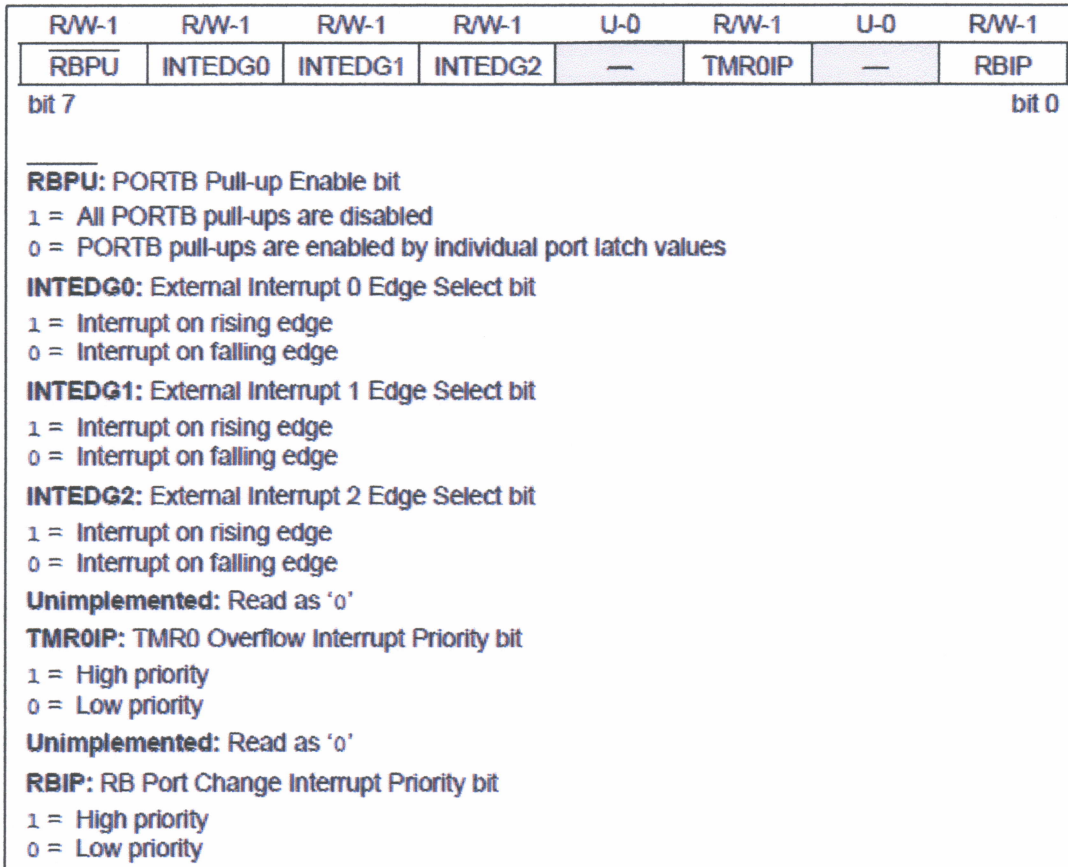 R/W-1 R/W-1 R/W-1 R/W-1 U-0 R/W-1 U-0 R/W-1
RBPU INTEDG0 INTEDG1 INTEDG2 — TMR0IP — RBIP
bit 7 bit 0
RBPU: PORTB Pull-up Enable bit
1 = All PORTB pull-ups are disabled
0 = PORTB pull-ups are enabled by individual port latch values
INTEDG0: External Interrupt 0 Edge Select bit
1 = Interrupt on rising edge
0 = Interrupt on falling edge
INTEDG1: External Interrupt 1 Edge Select bit
1 = Interrupt on rising edge
0 = Interrupt on falling edge
INTEDG2: External Interrupt 2 Edge Select bit
1 = Interrupt on rising edge
0 = Interrupt on falling edge
Unimplemented: Read as ‘0’
TMR0IP: TMR0 Overflow Interrupt Priority bit
1 = High priority
0 = Low priority
Unimplemented: Read as ‘0’
RBIP: RB Port Change Interrupt Priority bit
1 = High priority
0 = Low priority